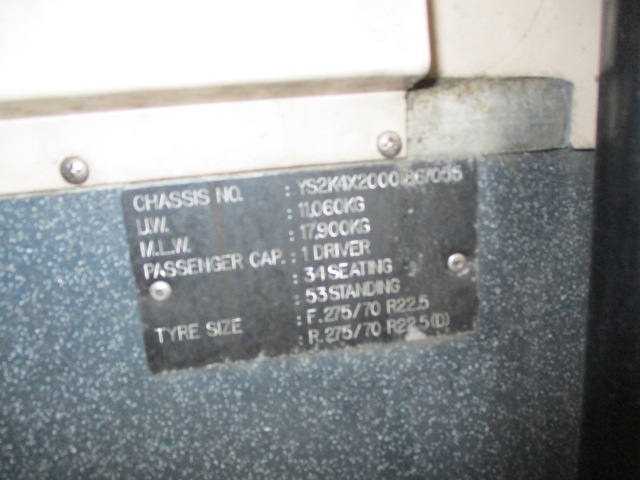 CHASSIS NO. : YS2K4X2000
U.W. : 11,060KG
M.L.W. : 17,900KG
PASSENGER CAP. : 1 DRIVER
: 34 SEATING
: 53 STANDING
TYRE SIZE : F. 275/70 R22.5
: R. 275/70 R22.5(D)